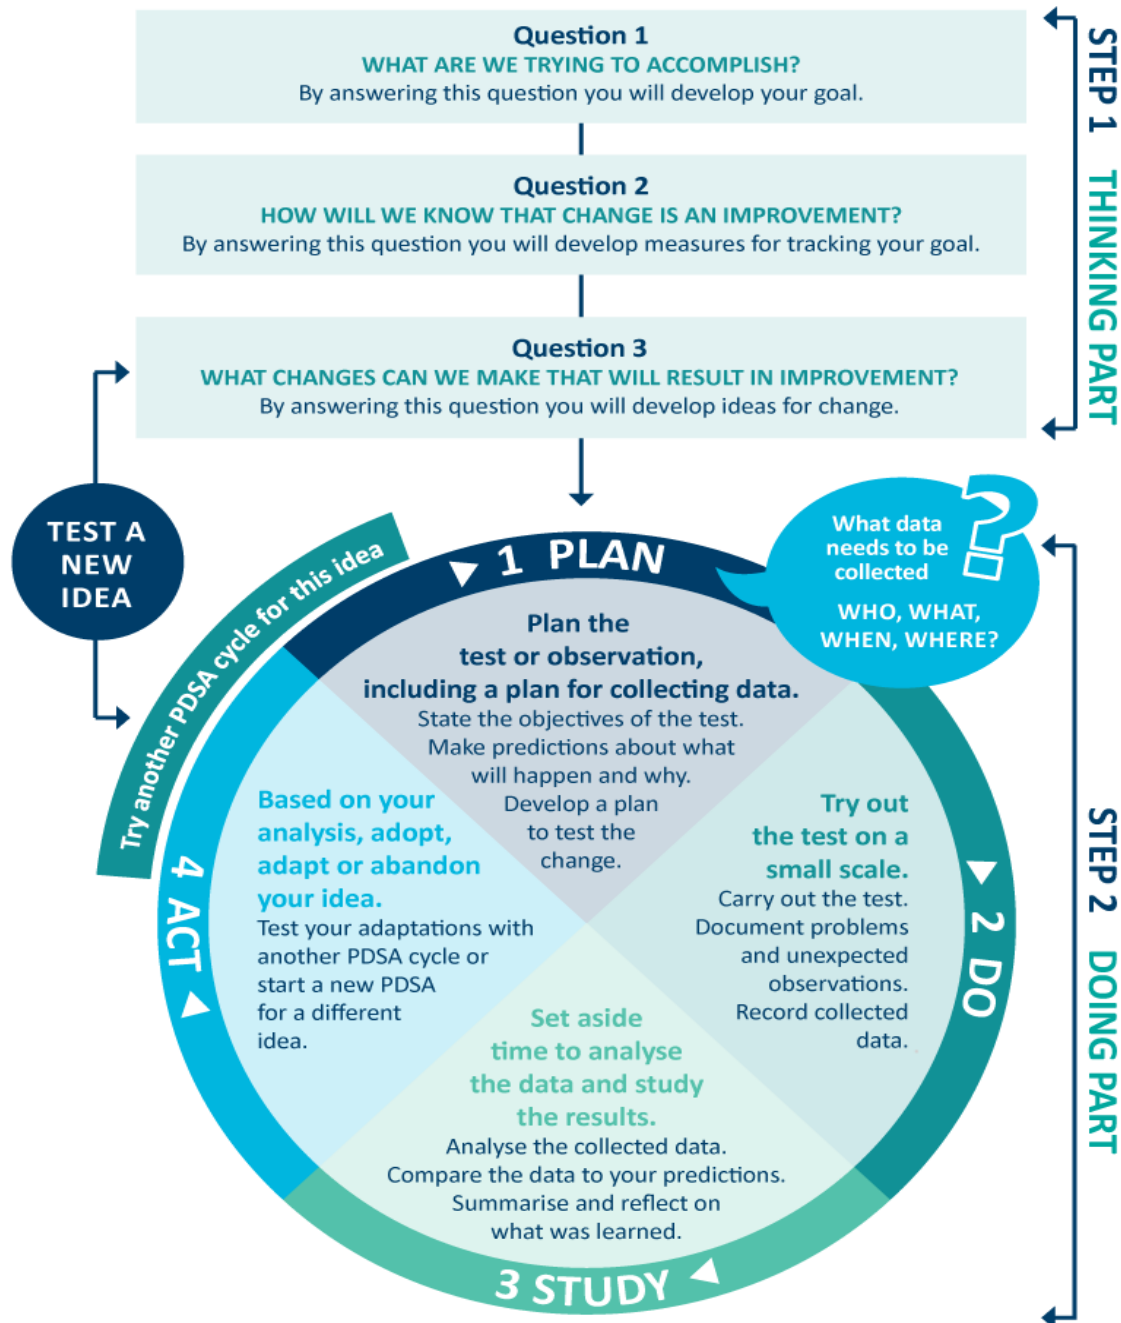 Question 1
WHAT ARE WE TRYING TO ACCOMPLISH?
By answering this question you will develop your goal.
Question 2
HOW WILL WE KNOW THAT CHANGE IS AN IMPROVEMENT?
By answering this question you will develop measures for tracking your goal.
Question 3
WHAT CHANGES CAN WE MAKE THAT WILL RESULT IN IMPROVEMENT?
By answering this question you will develop ideas for change.
STEP 1 THINKING PART
TEST A
NEW
IDEA
Try another PDSA cycle for this idea
1 PLAN
What data
needs to be
collected
?
WHO, WHAT,
WHEN, WHERE?
Plan the
test or observation,
including a plan for collecting data.
State the objectives of the test.
Make predictions about what
will happen and why.
Develop a plan
to test the
change.
2 DO
Try out
the test on a
small scale.
Carry out the test.
Document problems
and unexpected
observations.
Record collected
data.
3 STUDY
Set aside
time to analyse
the data and study
the results.
Analyse the collected data.
Compare the data to your predictions.
Summarise and reflect on
what was learned.
4 ACT
Based on your
analysis, adopt,
adapt or abandon
your idea.
Test your adaptations with
another PDSA cycle or
start a new PDSA
for a different
idea.
STEP 2 DOING PART